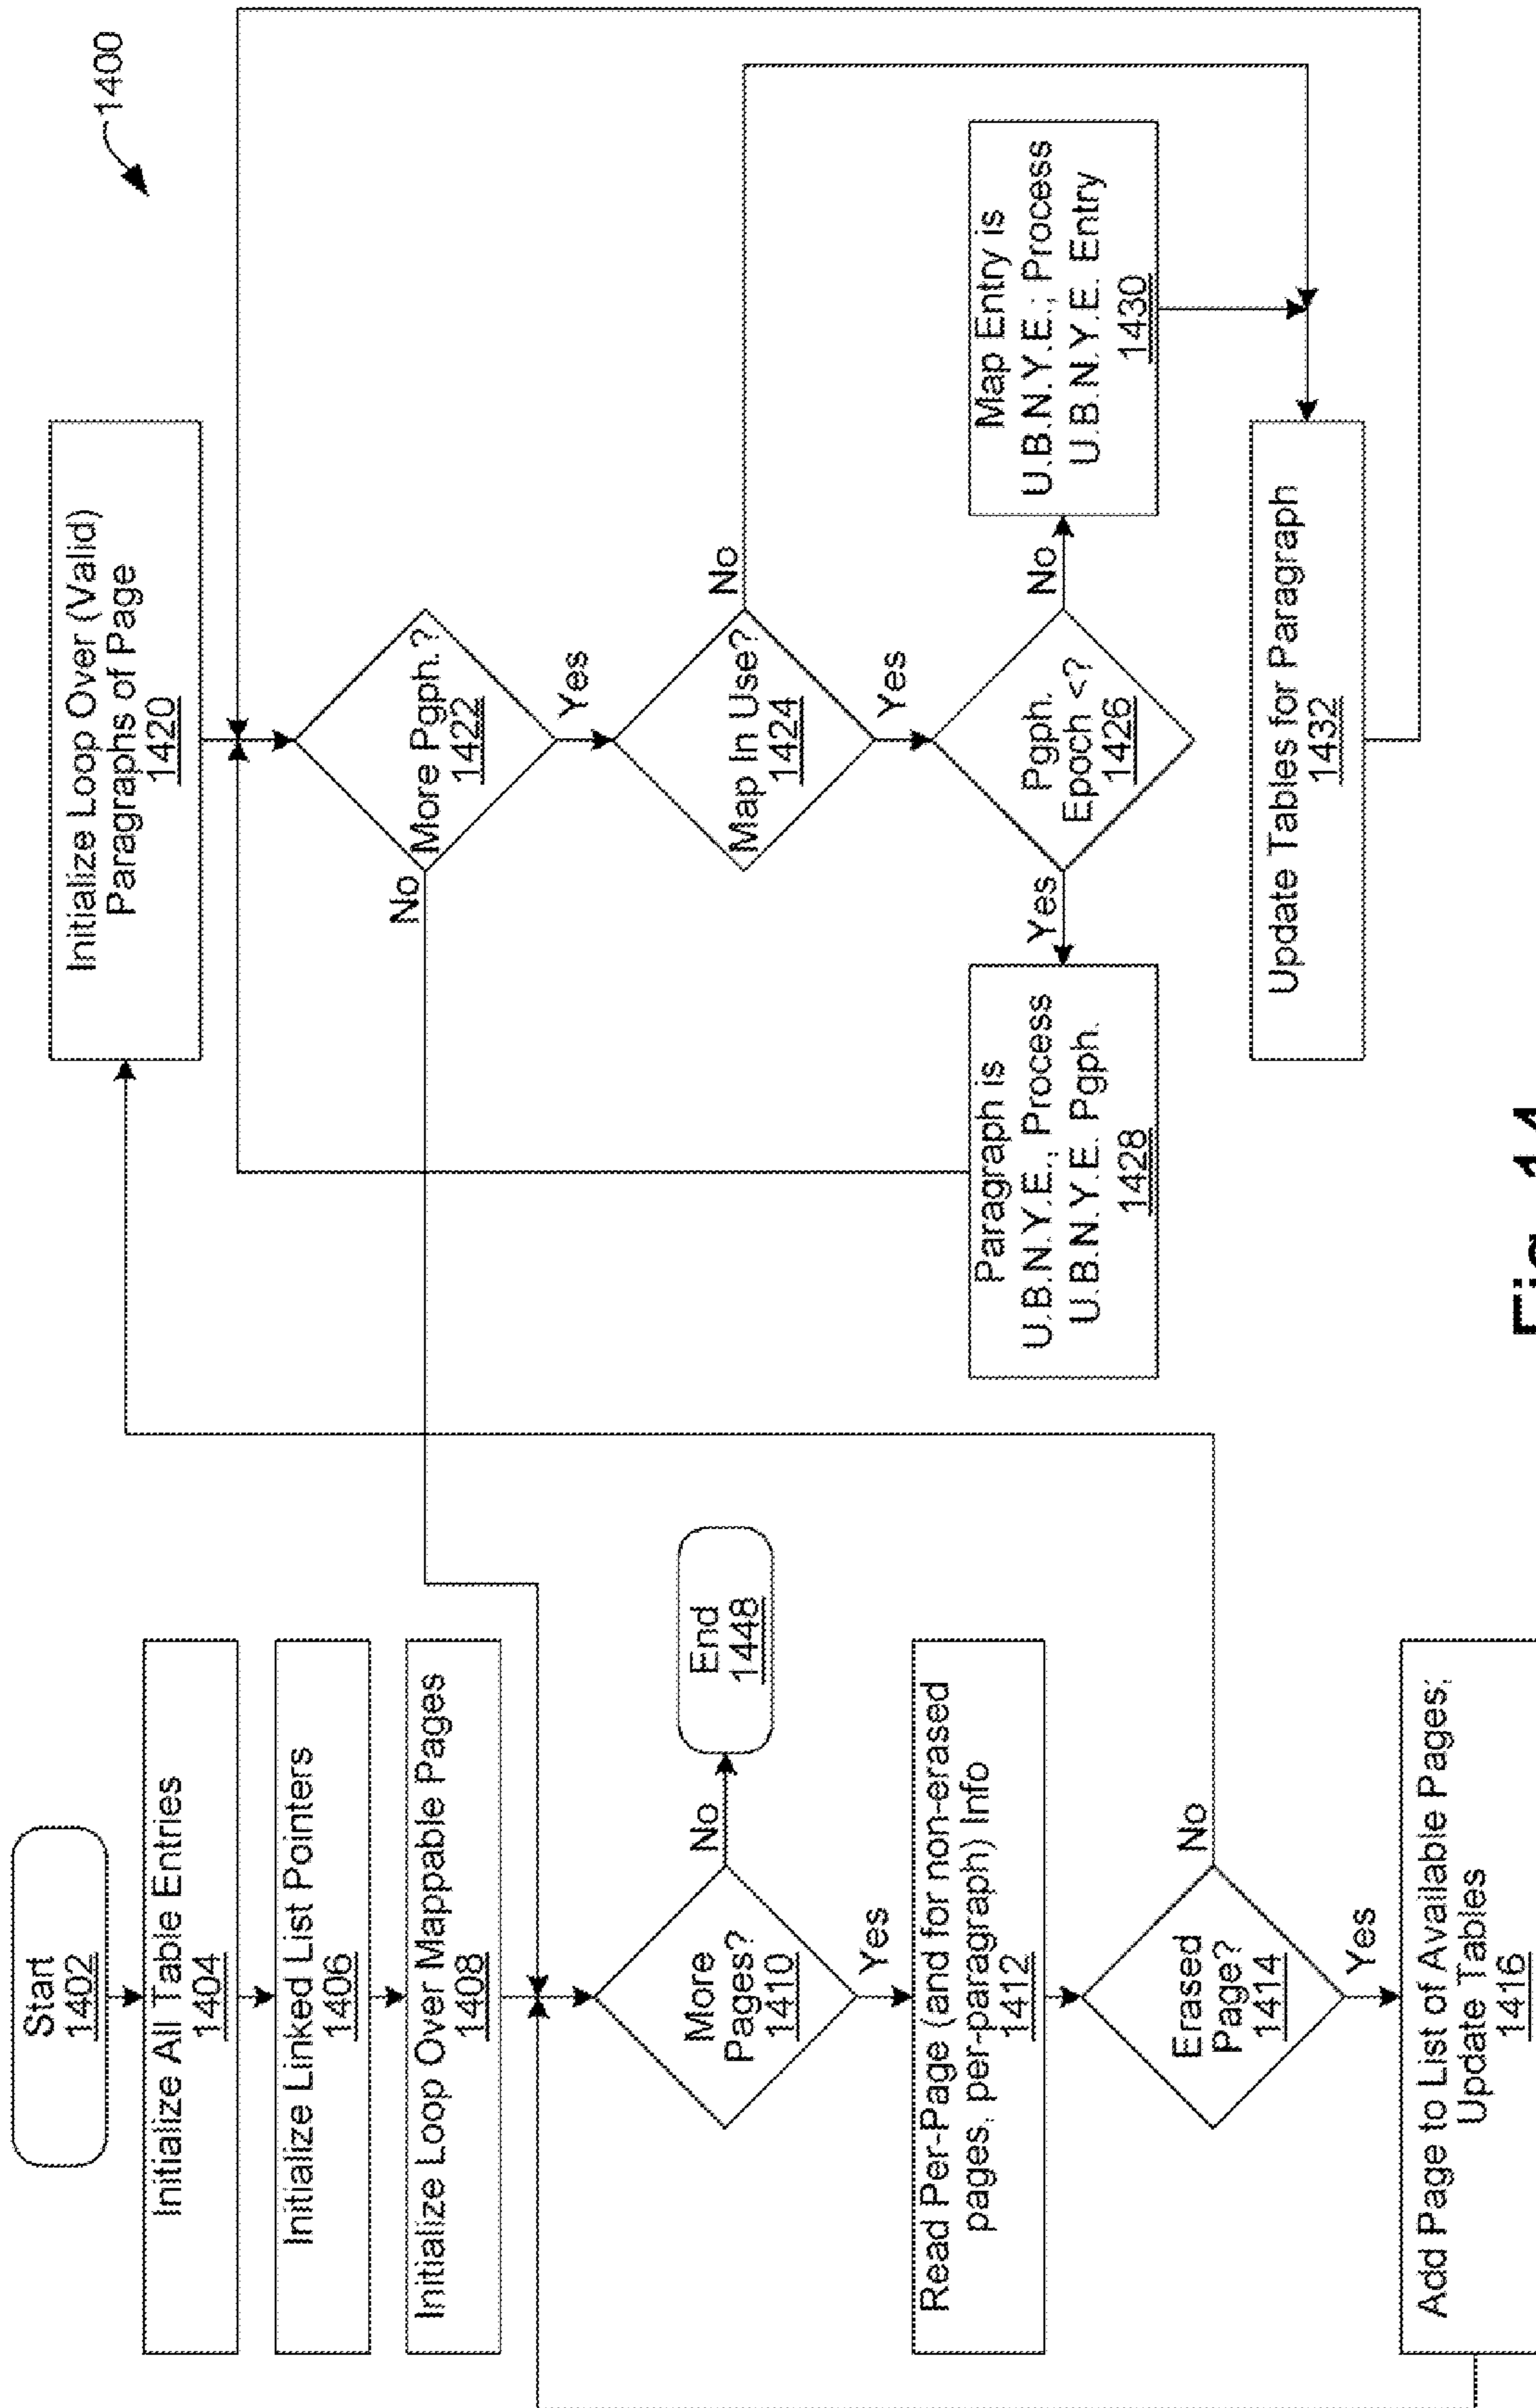 1400
Start
1402
Initialize All Table Entries
1404
Initialize Linked List Pointers
1406
Initialize Loop Over Mappable Pages
1408
More
Pages?
1410
No
End
1448
Yes
Read Per-Page (and for non-erased
pages, per-paragraph) Info
1412
Erased
Page?
1414
No
Yes
Add Page to List of Available Pages;
Update Tables
1416
Initialize Loop Over (Valid)
Paragraphs of Page
1420
No
More Pgph.?
1422
Yes
Map In Use?
1424
No
Yes
Pgph.
Epoch <?
1426
Yes
No
Paragraph is
U.B.N.Y.E.; Process
U.B.N.Y.E. Pgph.
1428
Map Entry is
U.B.N.Y.E.; Process
U.B.N.Y.E. Entry
1430
Update Tables for Paragraph
1432